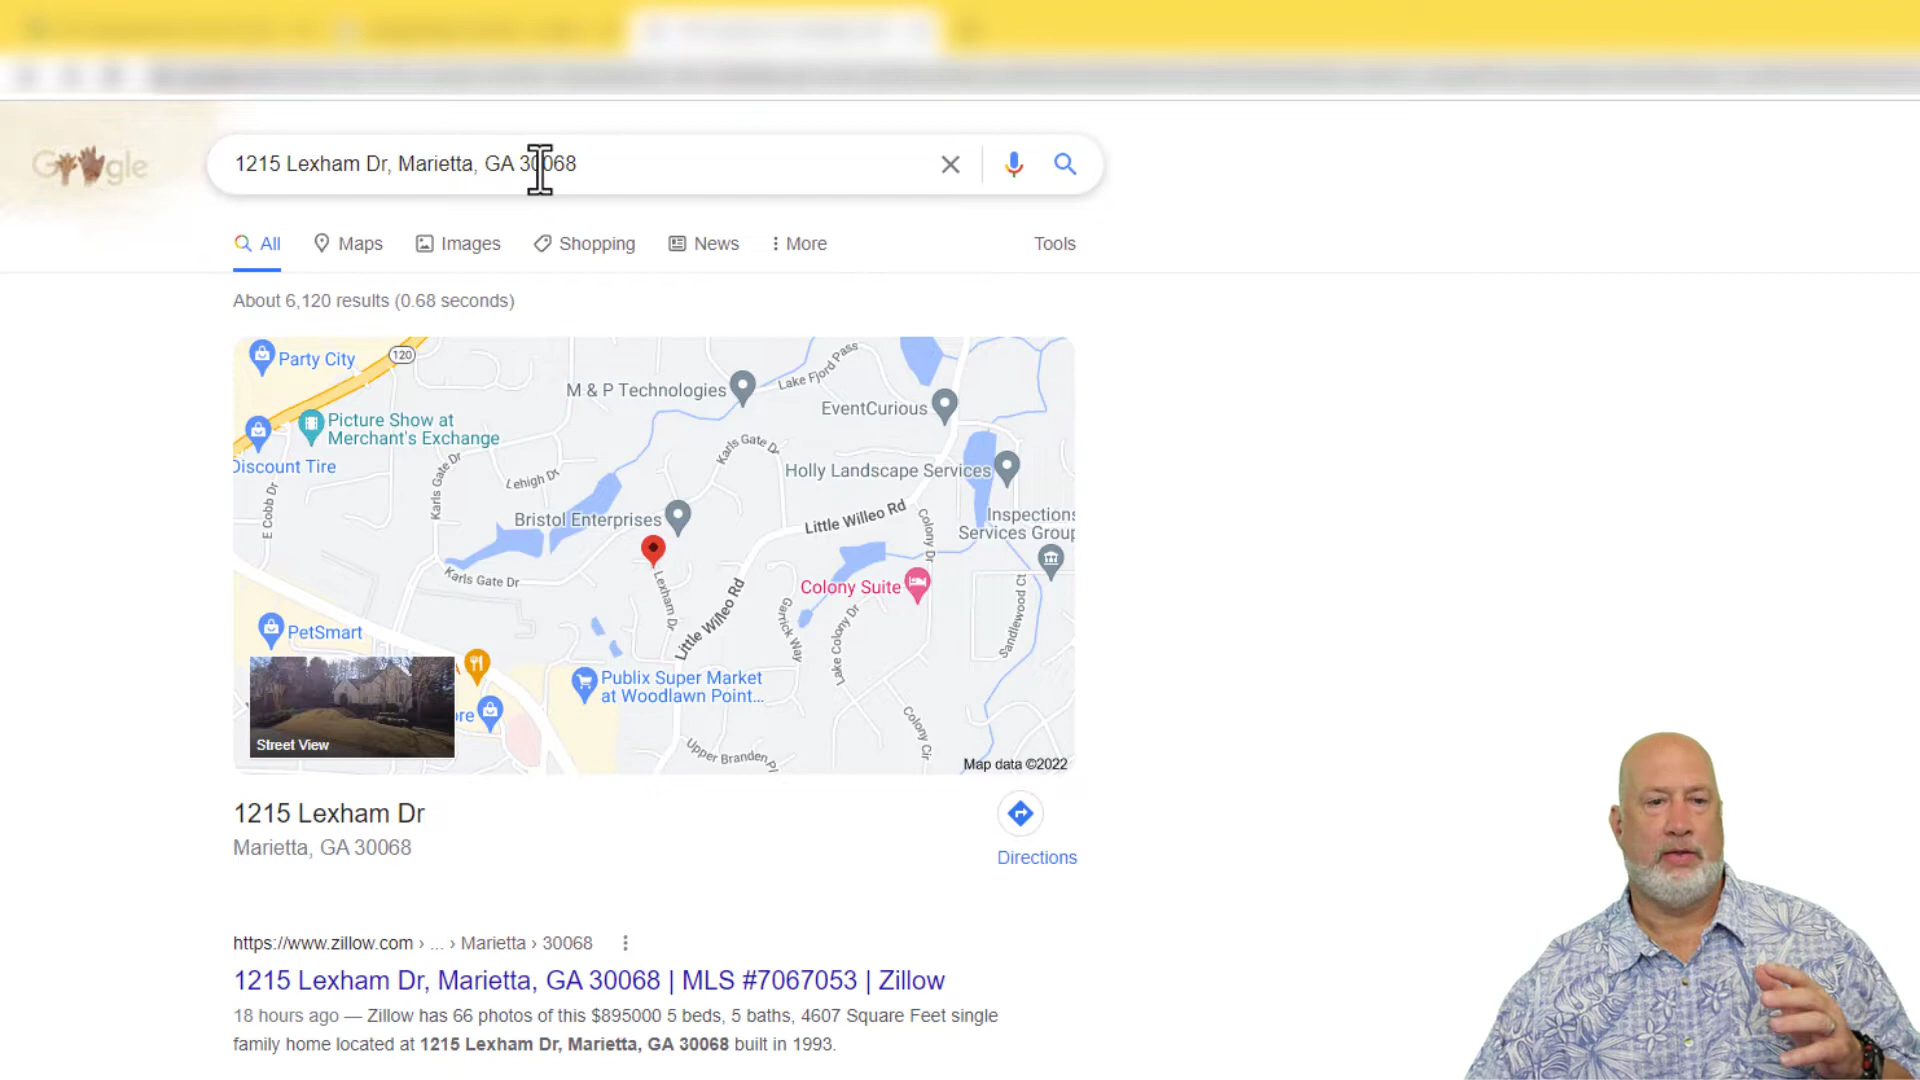 Google
1215 Lexham Dr, Marietta, GA 30068
All
Maps
Images
Shopping
News
More
Tools
About 6,120 results (0.68 seconds)
Party City
120
M & P Technologies
Lake Fjord Pass
EventCurious
Picture Show at
Merchant's Exchange
Discount Tire
Karls Gate Dr
Holly Landscape Services
Lehigh Dr
Karls Gate Dr
E Cobb Dr
Bristol Enterprises
Little Willeo Rd
Colony Dr
Inspections
Services Group
Karls Gate Dr
Lexham Dr
Colony Suite
Little Willeo Rd
Garrick Way
Lake Colony Dr
Sandlewood Ct
PetSmart
Publix Super Market
at Woodlawn Point...
ore
Street View
Colony Cir
Upper Branden Pl
Map data ©2022
1215 Lexham Dr
Marietta, GA 30068
Directions
https://www.zillow.com › ... › Marietta › 30068
1215 Lexham Dr, Marietta, GA 30068 | MLS #7067053 | Zillow
18 hours ago — Zillow has 66 photos of this $895000 5 beds, 5 baths, 4607 Square Feet single
family home located at 1215 Lexham Dr, Marietta, GA 30068 built in 1993.